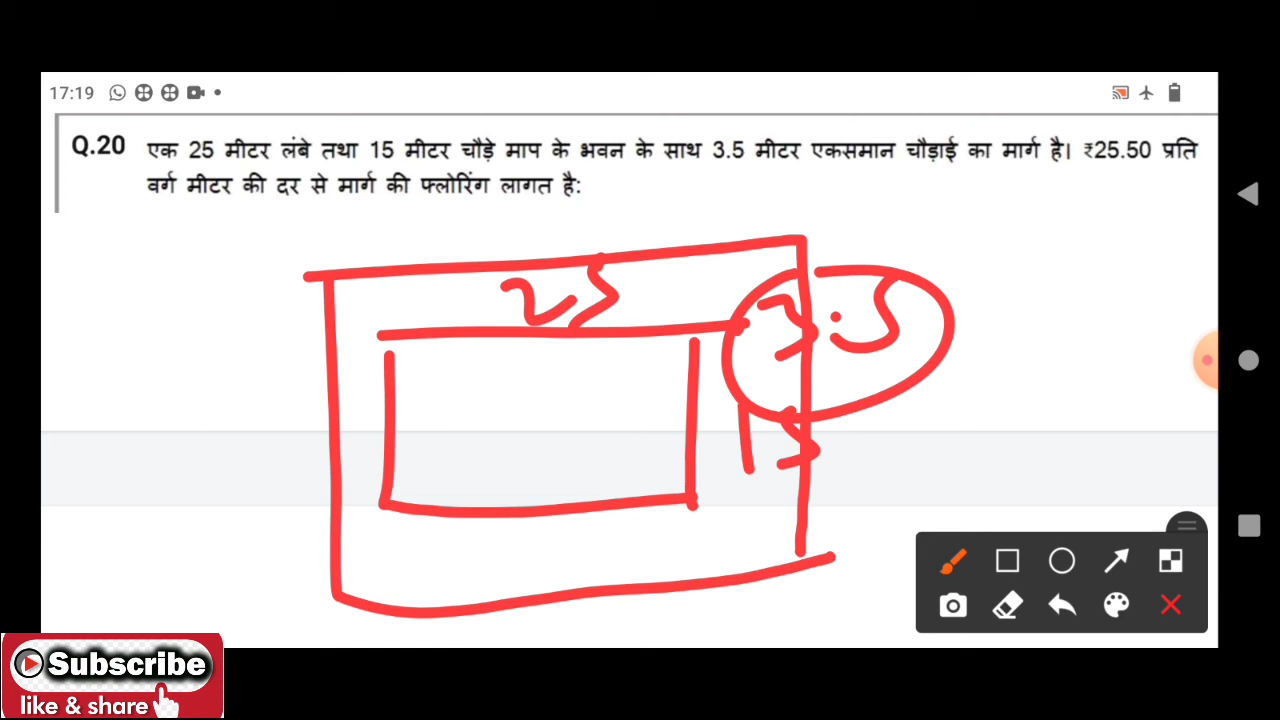 17:19
Q.20 एक 25 मीटर लंबे तथा 15 मीटर चौड़े माप के भवन के साथ 3.5 मीटर एकसमान चौड़ाई का मार्ग है। ₹25.50 प्रति
वर्ग मीटर की दर से मार्ग की फ्लोरिंग लागत है:
25
3.5
15
Subscribe
like & share